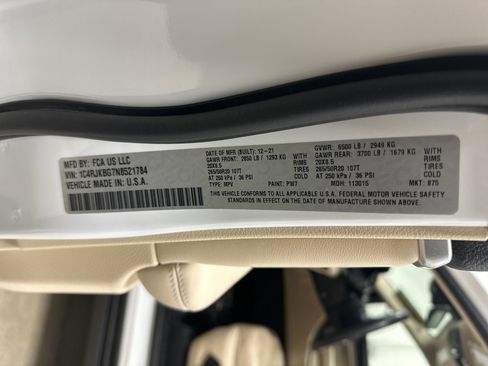 MFD BY: FCA US LLC
VIN: 1C4RJKBG7N8521784
VEHICLE MADE IN: U.S.A.
DATE OF MFR (BUILT): 12-21
GAWR FRONT: 2850 LB / 1293 KG
20X8.5 WITH RIMS
265/50R20 107T TIRES
AT 250 kPa / 36 PSI COLD
TYPE: MPV PAINT: PW7
GVWR: 6500 LB / 2949 KG
GAWR REAR: 3700 LB / 1679 KG
20X8.5 WITH RIMS
265/50R20 107T TIRES
AT 250 kPa / 36 PSI COLD
MDH: 113015 MKT: 875
THIS VEHICLE CONFORMS TO ALL APPLICABLE U.S.A. FEDERAL MOTOR VEHICLE SAFETY
STANDARDS IN EFFECT ON THE DATE OF MANUFACTURE SHOWN ABOVE.